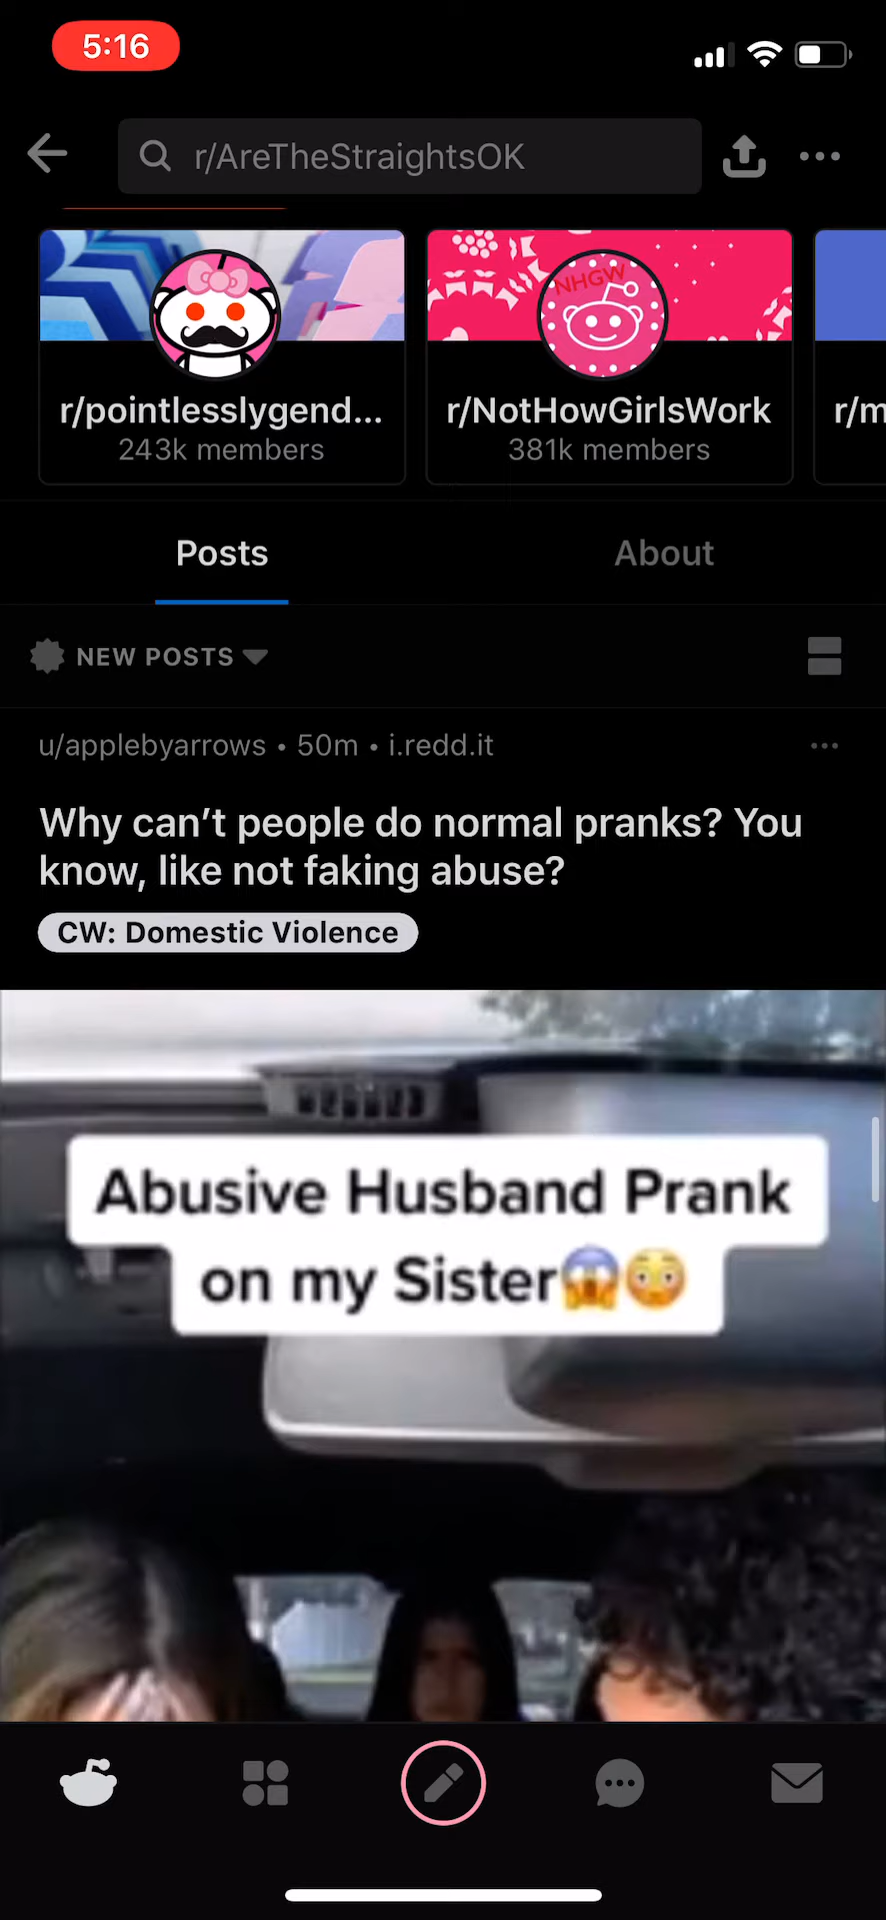 5:16
r/AreTheStraightsOK
NHGW
r/pointlesslygend...
243k members
r/NotHowGirlsWork
381k members
r/m
Posts
About
NEW POSTS
u/applebyarrows • 50m • i.redd.it
Why can’t people do normal pranks? You
know, like not faking abuse?
CW: Domestic Violence
Abusive Husband Prank
on my Sister😱😳